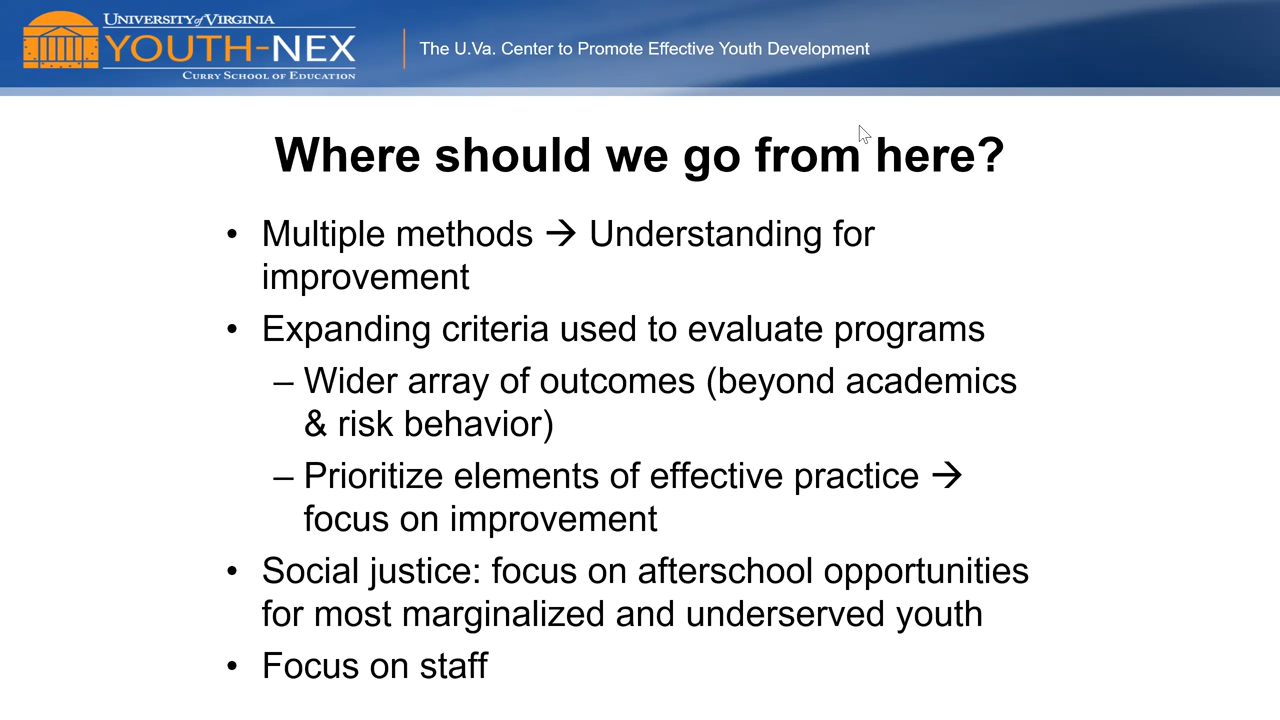 UNIVERSITY of VIRGINIA
YOUTH-NEX
CURRY SCHOOL OF EDUCATION
The U.Va. Center to Promote Effective Youth Development
Where should we go from here?
• Multiple methods → Understanding for
improvement
• Expanding criteria used to evaluate programs
– Wider array of outcomes (beyond academics
& risk behavior)
– Prioritize elements of effective practice →
focus on improvement
• Social justice: focus on afterschool opportunities
for most marginalized and underserved youth
• Focus on staff